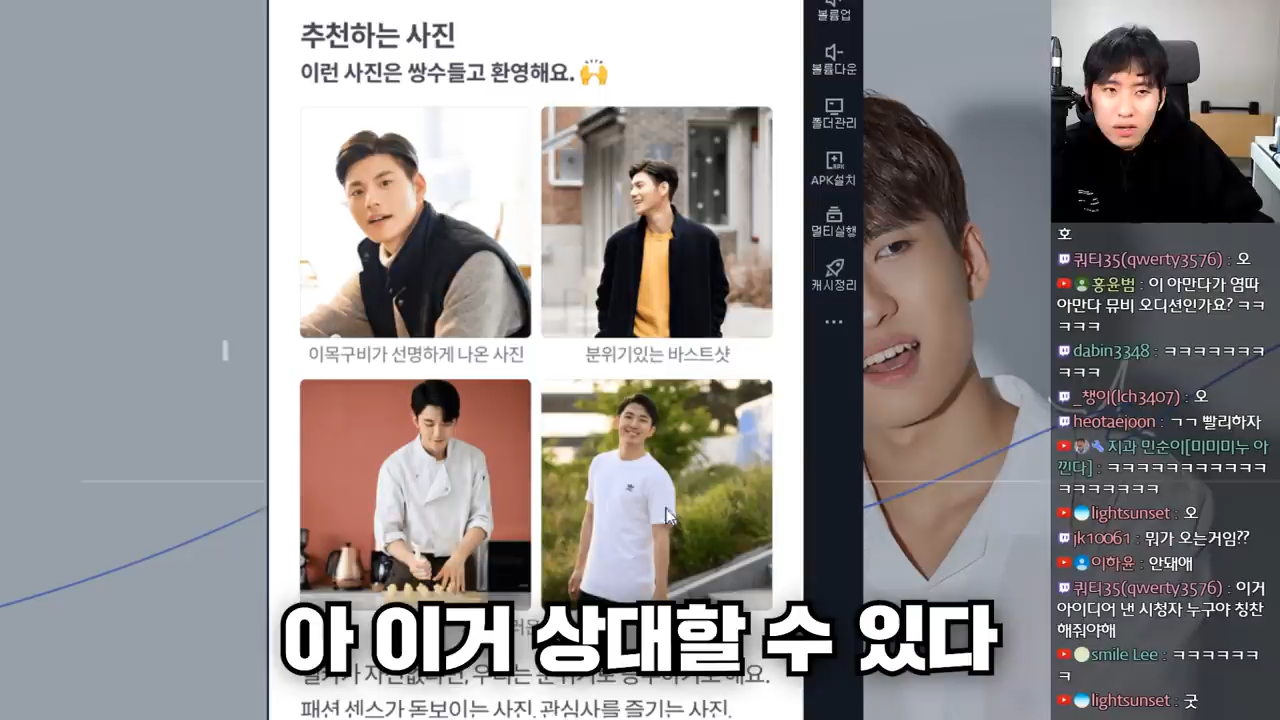 추천하는 사진
이런 사진은 쌍수들고 환영해요. 🙌
이목구비가 선명하게 나온 사진
분위기있는 바스트샷
아 이거 상대할 수 있다
패션 센스가 돋보이는 사진, 관심사를 즐기는 사진,
볼륨업
볼륨다운
폴더관리
APK설치
멀티실행
캐시정리
호
쿼티35(qwerty3576) : 오
홍윤범 : 이 아만다가 염따
아만다 뮤비 오디션인가요? ㅋㅋ
ㅋㅋㅋ
dabin3348 : ㅋㅋㅋㅋㅋㅋㅋ
ㅋㅋㅋ
_챙이(lch3407) : 오
heotaejoon : ㄱㄱ 빨리하자
지과 민순이[미미미누 아
낀다] : ㅋㅋㅋㅋㅋㅋㅋㅋㅋㅋㅋ
ㅋㅋㅋㅋㅋㅋㅋ
lightsunset : 오
jk10061 : 뭐가 오는거임??
이하윤 : 안돼애
쿼티35(qwerty3576) : 이거
아이디어 낸 시청자 누구야 칭찬
해줘야해
smile Lee : ㅋㅋㅋㅋㅋㅋ
ㅋ
lightsunset : 굿